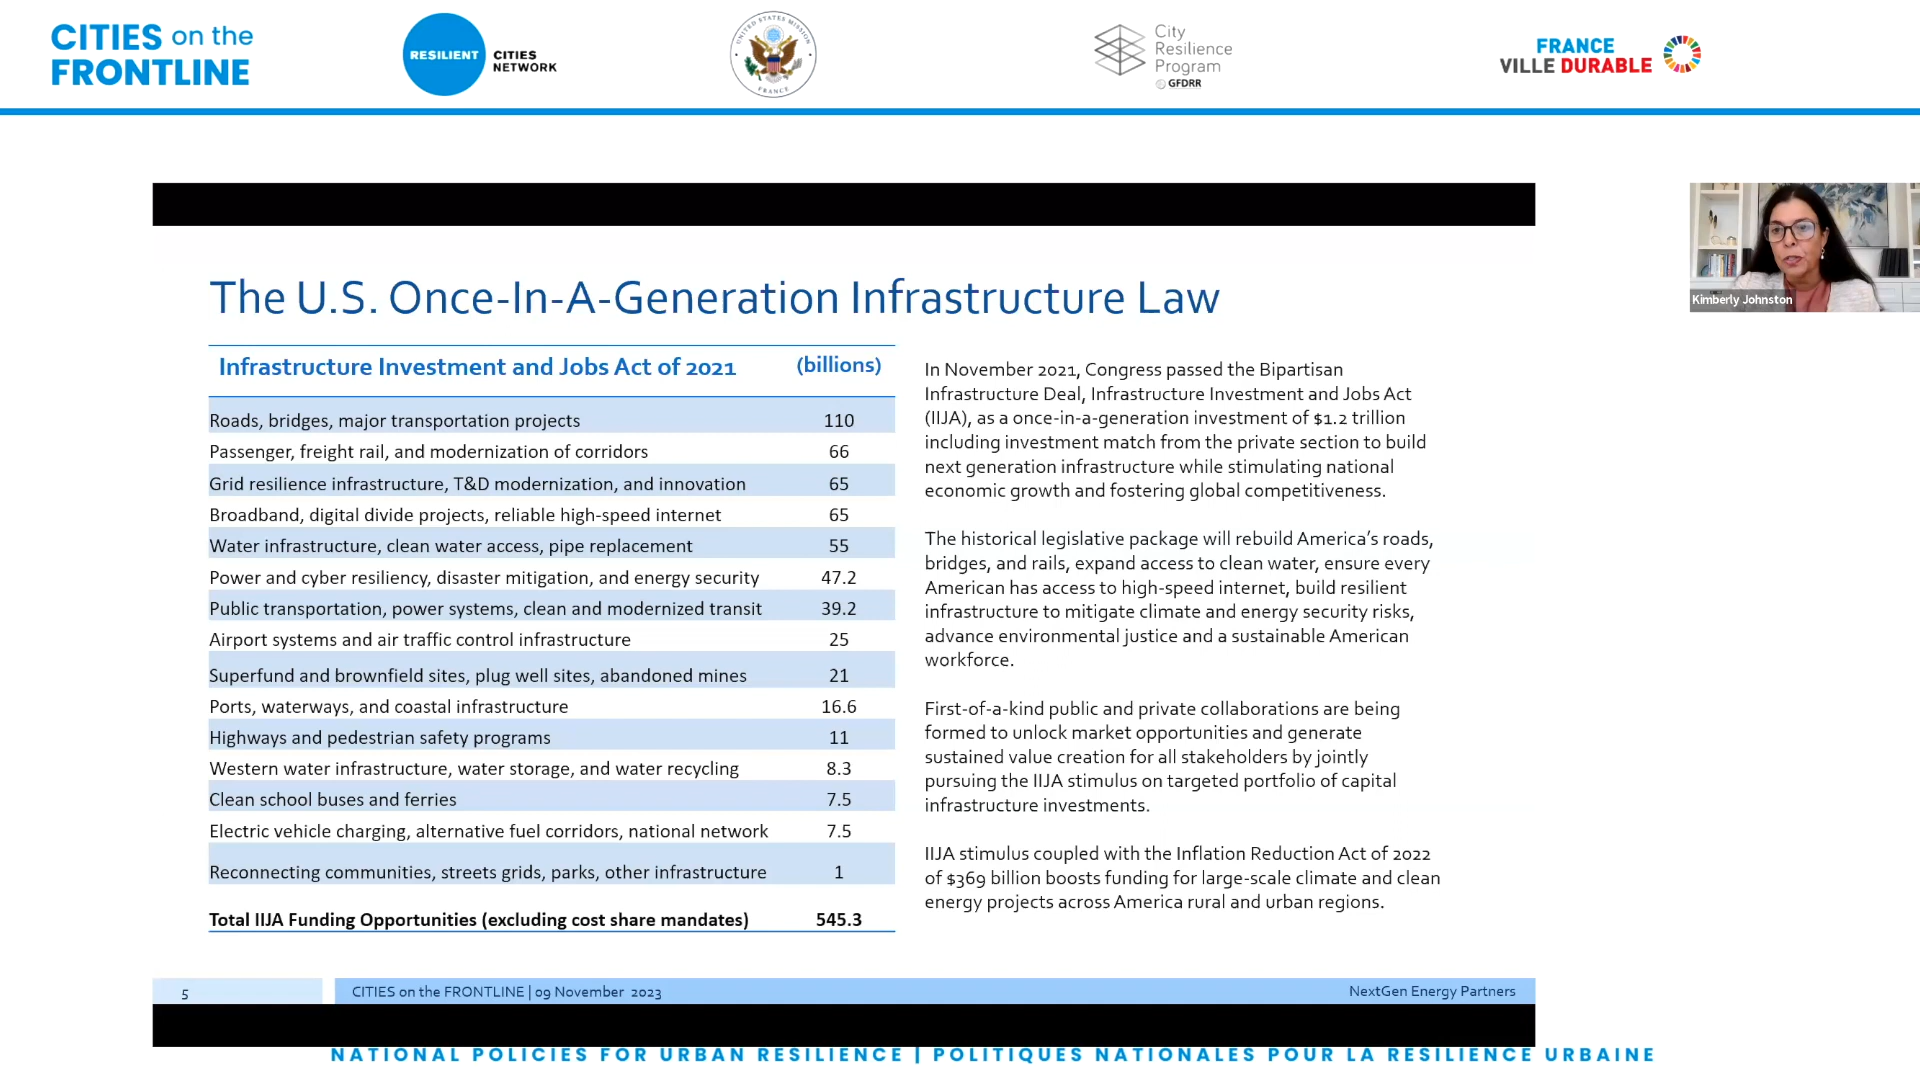 CITIES on the
FRONTLINE
RESILIENT CITIES
NETWORK
UNITED STATES MISSION
FRANCE
City
Resilience
Program
GFDRR
FRANCE
VILLE DURABLE
Kimberly Johnston
The U.S. Once-In-A-Generation Infrastructure Law
Infrastructure Investment and Jobs Act of 2021 (billions)
Roads, bridges, major transportation projects 110
Passenger, freight rail, and modernization of corridors 66
Grid resilience infrastructure, T&D modernization, and innovation 65
Broadband, digital divide projects, reliable high-speed internet 65
Water infrastructure, clean water access, pipe replacement 55
Power and cyber resiliency, disaster mitigation, and energy security 47.2
Public transportation, power systems, clean and modernized transit 39.2
Airport systems and air traffic control infrastructure 25
Superfund and brownfield sites, plug well sites, abandoned mines 21
Ports, waterways, and coastal infrastructure 16.6
Highways and pedestrian safety programs 11
Western water infrastructure, water storage, and water recycling 8.3
Clean school buses and ferries 7.5
Electric vehicle charging, alternative fuel corridors, national network 7.5
Reconnecting communities, streets grids, parks, other infrastructure 1
Total IIJA Funding Opportunities (excluding cost share mandates) 545.3
In November 2021, Congress passed the Bipartisan
Infrastructure Deal, Infrastructure Investment and Jobs Act
(IIJA), as a once-in-a-generation investment of $1.2 trillion
including investment match from the private section to build
next generation infrastructure while stimulating national
economic growth and fostering global competitiveness.
The historical legislative package will rebuild America's roads,
bridges, and rails, expand access to clean water, ensure every
American has access to high-speed internet, build resilient
infrastructure to mitigate climate and energy security risks,
advance environmental justice and a sustainable American
workforce.
First-of-a-kind public and private collaborations are being
formed to unlock market opportunities and generate
sustained value creation for all stakeholders by jointly
pursuing the IIJA stimulus on targeted portfolio of capital
infrastructure investments.
IIJA stimulus coupled with the Inflation Reduction Act of 2022
of $369 billion boosts funding for large-scale climate and clean
energy projects across America rural and urban regions.
5 CITIES on the FRONTLINE | 09 November 2023 NextGen Energy Partners
NATIONAL POLICIES FOR URBAN RESILIENCE | POLITIQUES NATIONALES POUR LA RESILIENCE URBAINE